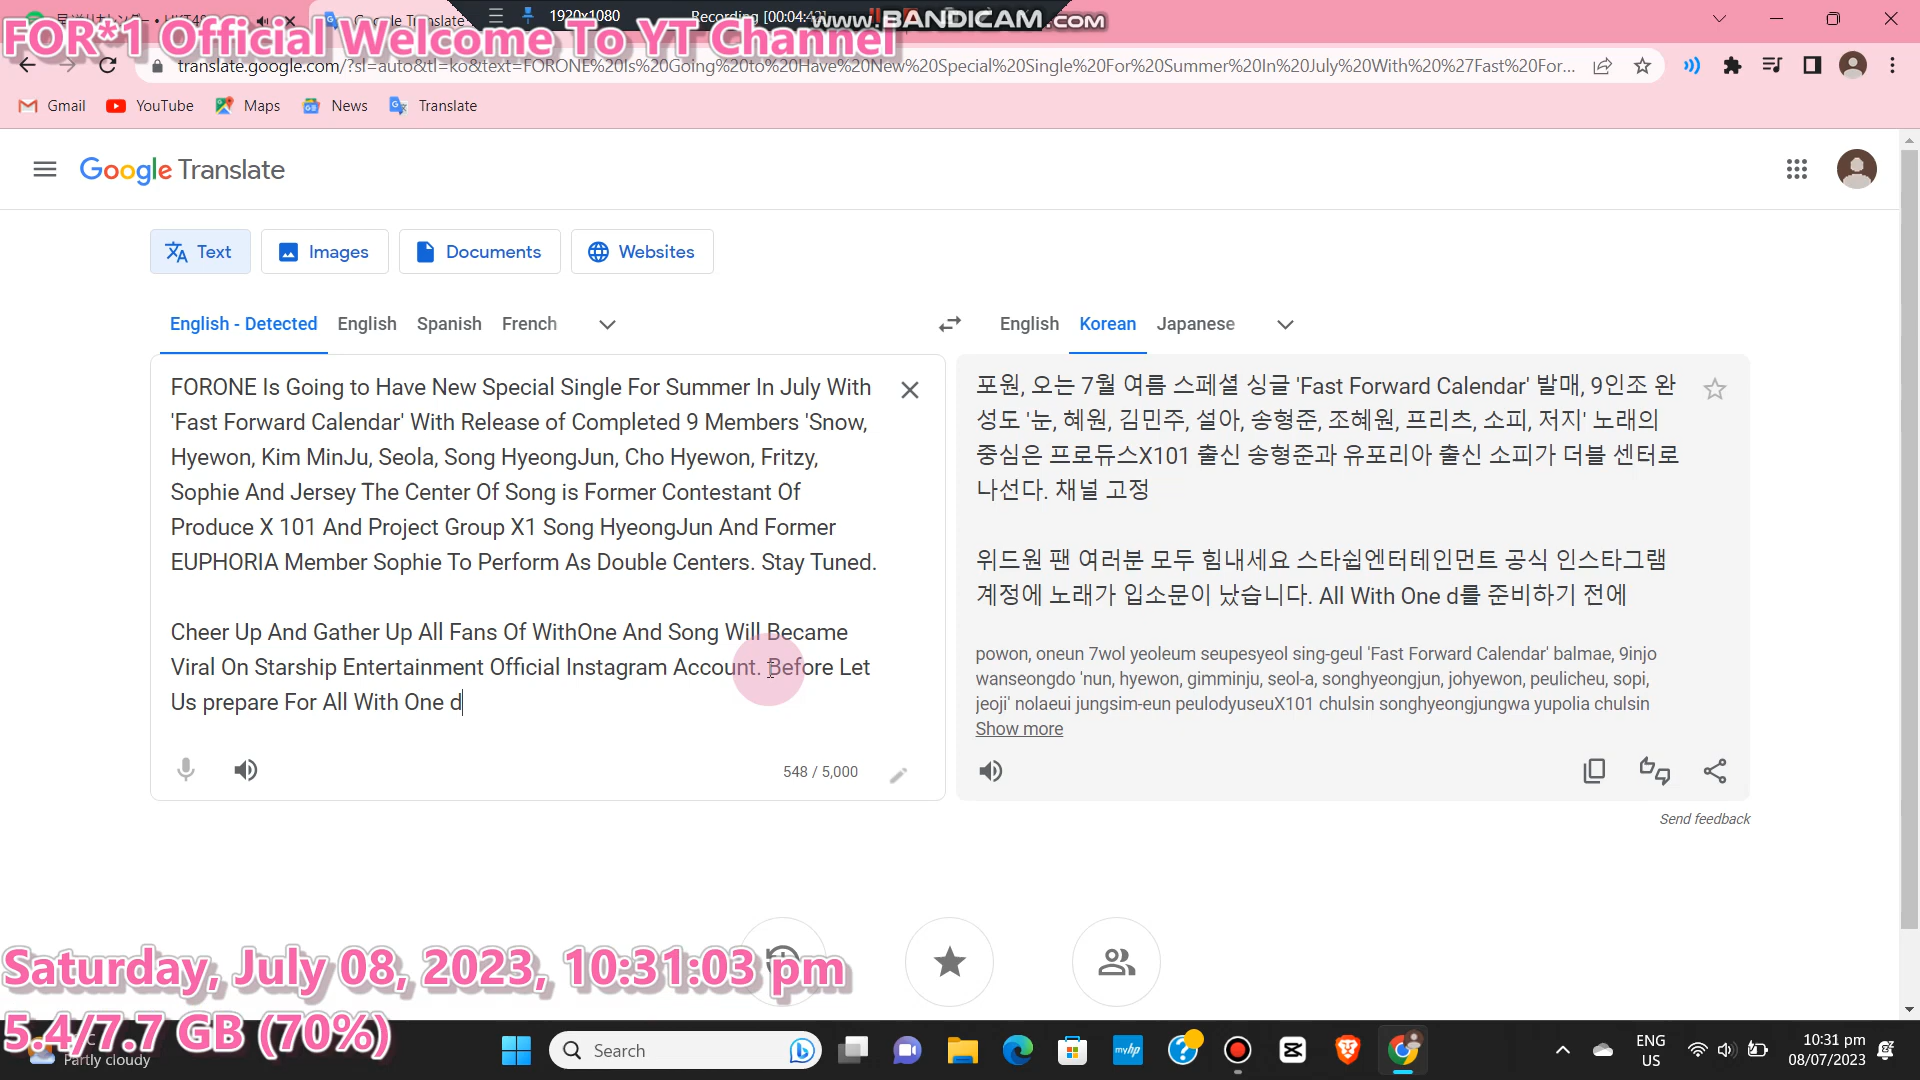 1920x1080
Recording [00:04:42]
www.BANDICAM.com
FOR*1 Official Welcome To YT Channel
translate.google.com/?sl=auto&tl=ko&text=FORONE%20Is%20Going%20to%20Have%20New%20Special%20Single%20For%20Summer%20In%20July%20With%20%27Fast%20For...
Gmail
YouTube
Maps
News
Translate
Google Translate
Text
Images
Documents
Websites
English - Detected
English
Spanish
French
English
Korean
Japanese
FORONE Is Going to Have New Special Single For Summer In July With
'Fast Forward Calendar' With Release of Completed 9 Members 'Snow,
Hyewon, Kim MinJu, Seola, Song HyeongJun, Cho Hyewon, Fritzy,
Sophie And Jersey The Center Of Song is Former Contestant Of
Produce X 101 And Project Group X1 Song HyeongJun And Former
EUPHORIA Member Sophie To Perform As Double Centers. Stay Tuned.
Cheer Up And Gather Up All Fans Of WithOne And Song Will Became
Viral On Starship Entertainment Official Instagram Account. Before Let
Us prepare For All With One d
548 / 5,000
포원, 오는 7월 여름 스페셜 싱글 'Fast Forward Calendar' 발매, 9인조 완
성도 '눈, 혜원, 김민주, 설아, 송형준, 조혜원, 프리츠, 소피, 저지' 노래의
중심은 프로듀스X101 출신 송형준과 유포리아 출신 소피가 더블 센터로
나선다. 채널 고정
위드원 팬 여러분 모두 힘내세요 스타쉽엔터테인먼트 공식 인스타그램
계정에 노래가 입소문이 났습니다. All With One d를 준비하기 전에
powon, oneun 7wol yeoleum seupesyeol sing-geul 'Fast Forward Calendar' balmae, 9injo
wanseongdo 'nun, hyewon, gimminju, seol-a, songhyeongjun, johyewon, peulicheu, sopi,
jeoji' nolaeui jungsim-eun peulodyuseuX101 chulsin songhyeongjungwa yupolia chulsin
Show more
Send feedback
Saturday, July 08, 2023, 10:31:03 pm
5.4/7.7 GB (70%)
Partly cloudy
Search
ENG
US
10:31 pm
08/07/2023